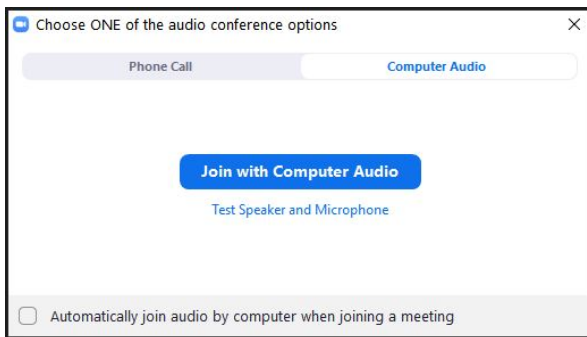 Choose ONE of the audio conference options
Phone Call
Computer Audio
Join with Computer Audio
Test Speaker and Microphone
Automatically join audio by computer when joining a meeting